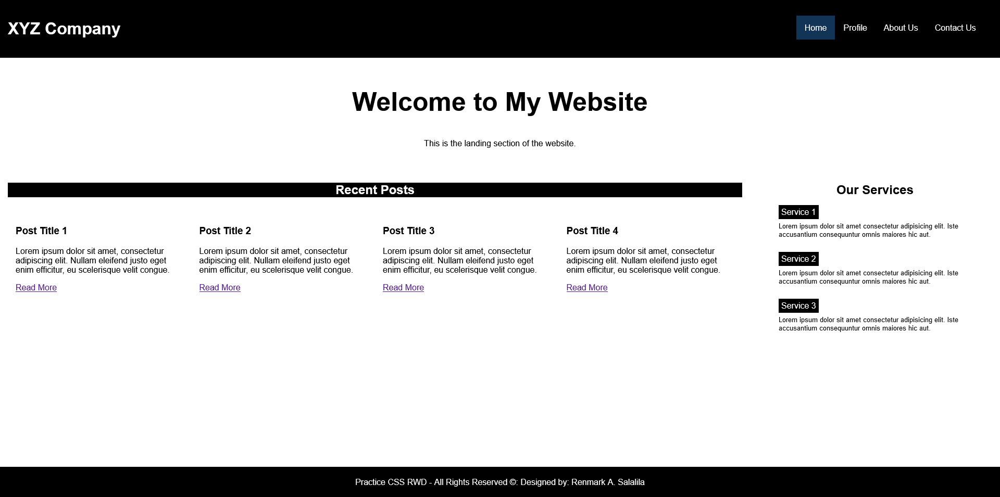 XYZ Company
Home Profile About Us Contact Us
Welcome to My Website
This is the landing section of the website.
Recent Posts
Post Title 1
Lorem ipsum dolor sit amet, consectetur
adipiscing elit. Nullam eleifend justo eget
enim efficitur, eu scelerisque velit congue.
Read More
Post Title 2
Lorem ipsum dolor sit amet, consectetur
adipiscing elit. Nullam eleifend justo eget
enim efficitur, eu scelerisque velit congue.
Read More
Post Title 3
Lorem ipsum dolor sit amet, consectetur
adipiscing elit. Nullam eleifend justo eget
enim efficitur, eu scelerisque velit congue.
Read More
Post Title 4
Lorem ipsum dolor sit amet, consectetur
adipiscing elit. Nullam eleifend justo eget
enim efficitur, eu scelerisque velit congue.
Read More
Our Services
Service 1
Lorem ipsum dolor sit amet consectetur adipisicing elit. Iste
accusantium consequuntur omnis maiores hic aut.
Service 2
Lorem ipsum dolor sit amet consectetur adipisicing elit. Iste
accusantium consequuntur omnis maiores hic aut.
Service 3
Lorem ipsum dolor sit amet consectetur adipisicing elit. Iste
accusantium consequuntur omnis maiores hic aut.
Practice CSS RWD - All Rights Reserved ©: Designed by: Renmark A. Salalila